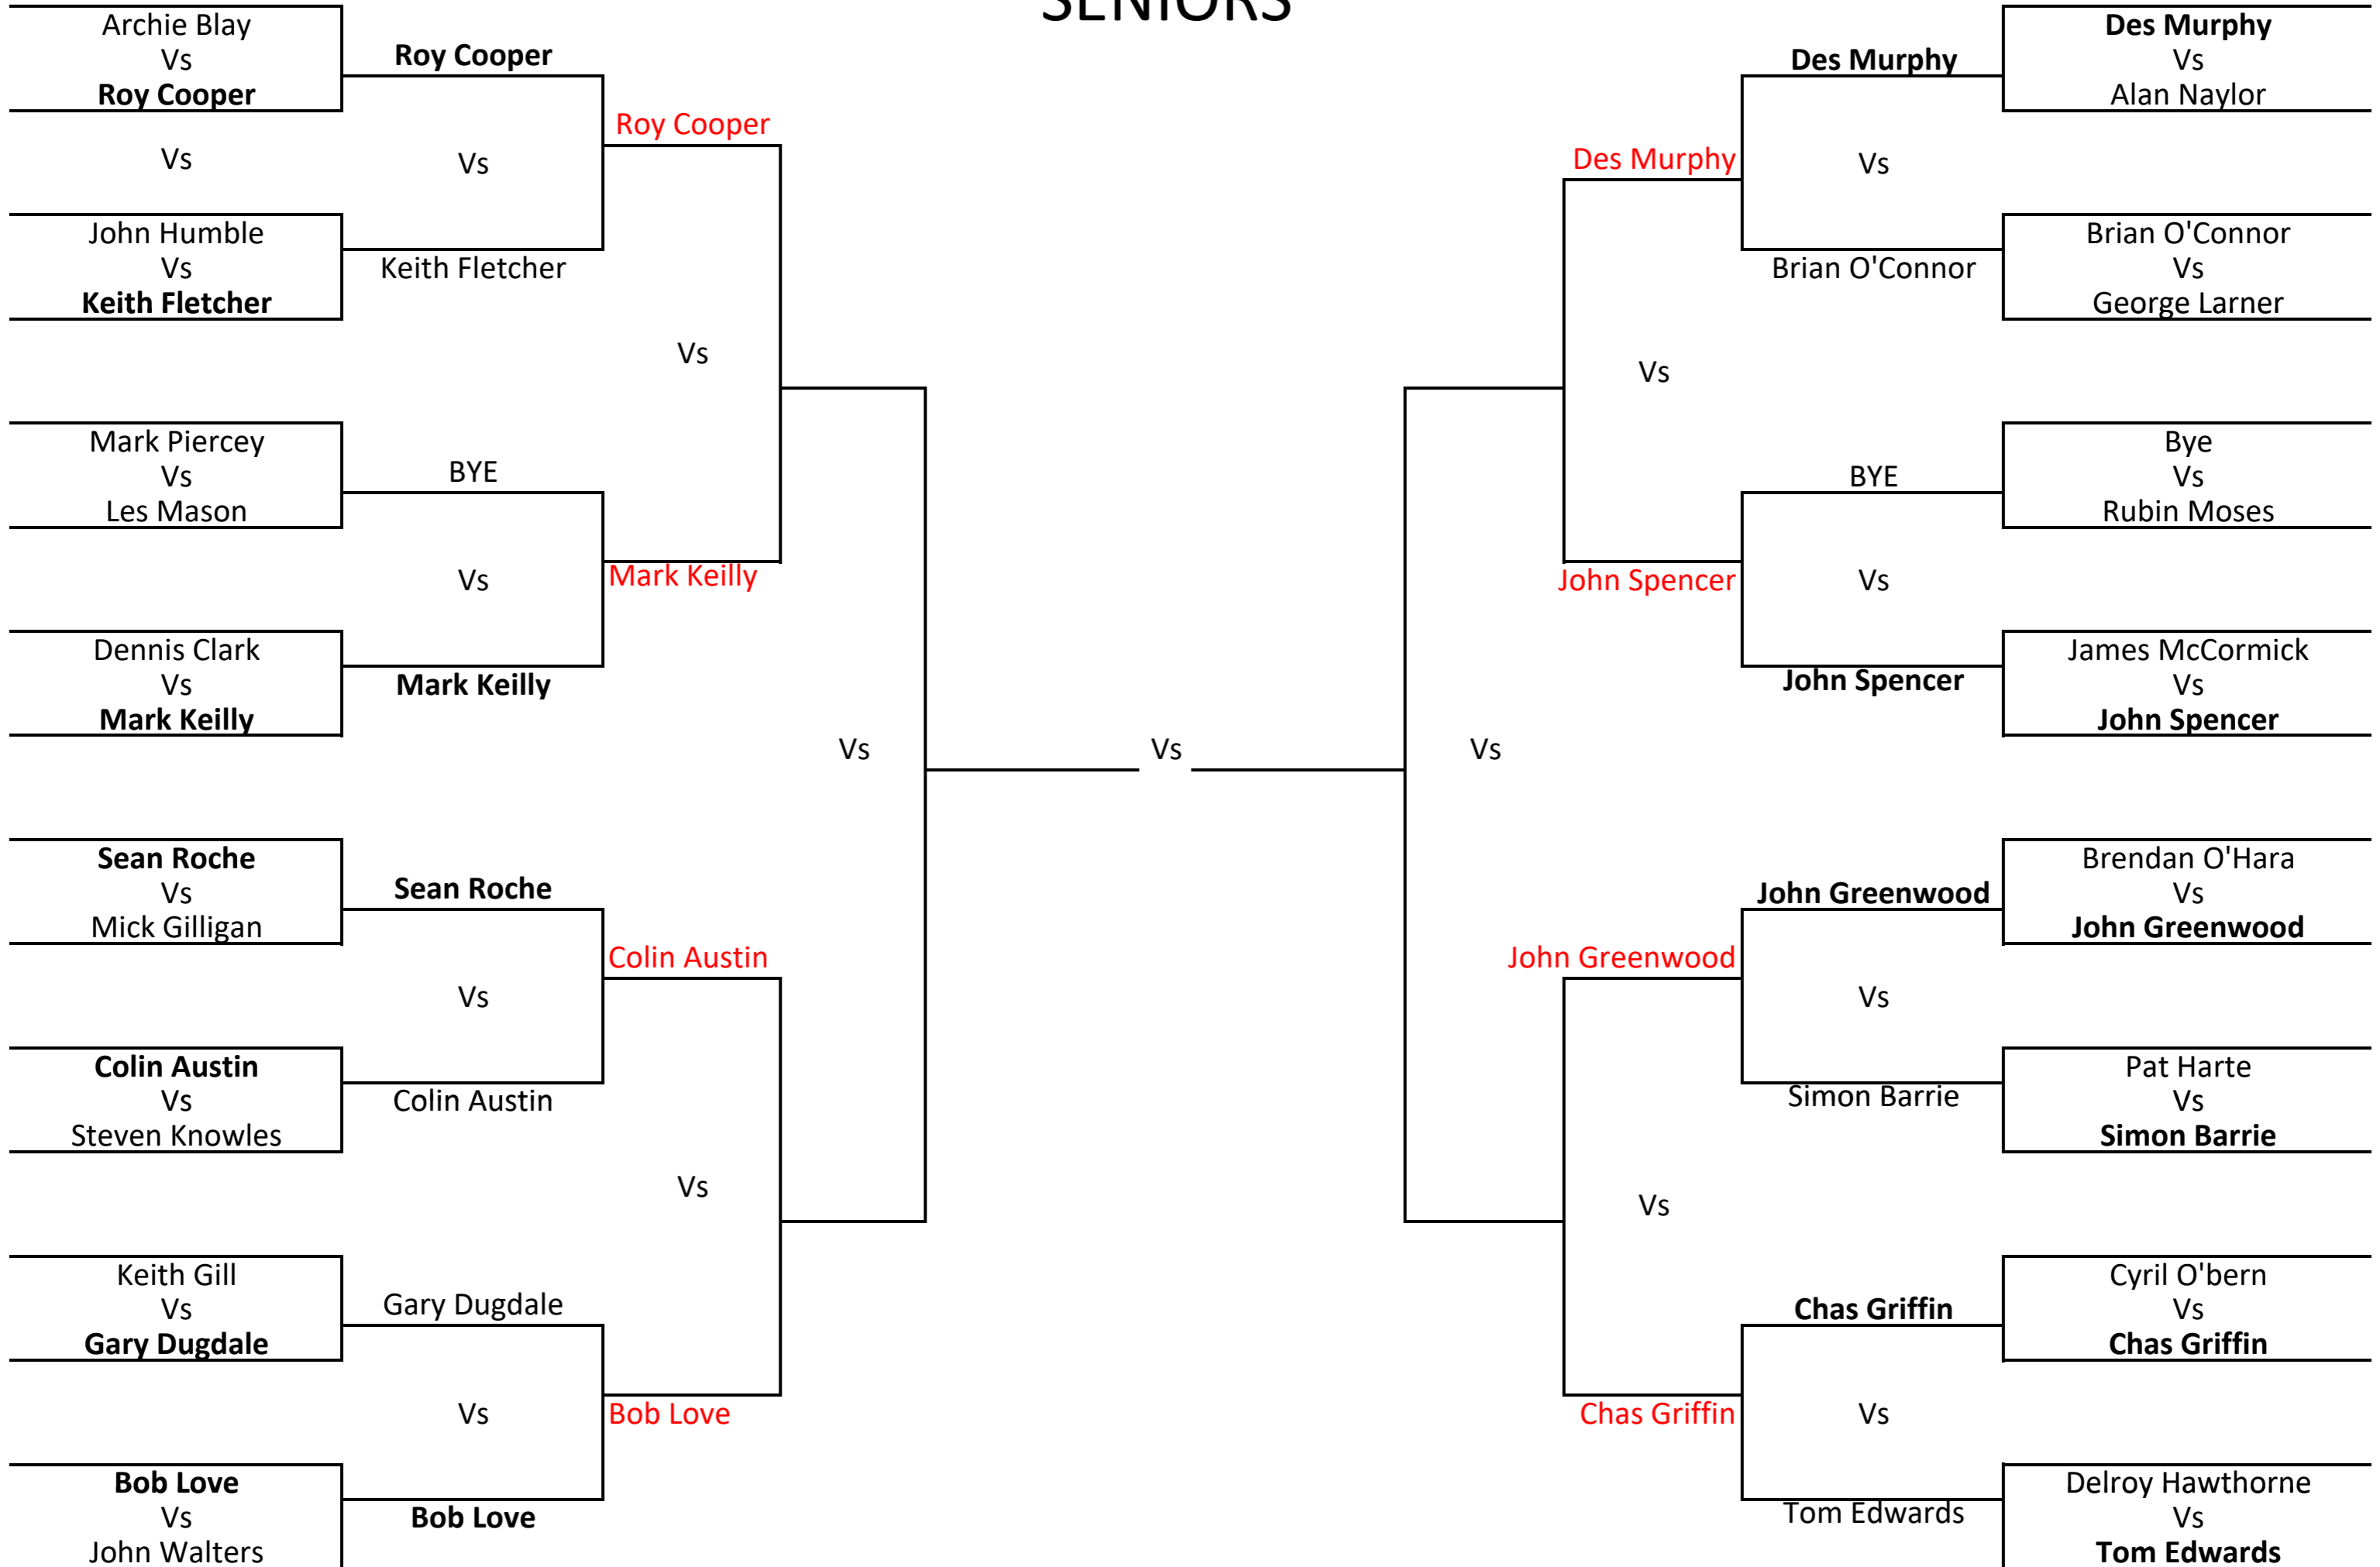 SENIORS
Archie Blay
Vs
Roy Cooper
Vs
John Humble
Vs
Keith Fletcher
Mark Piercey
Vs
Les Mason
Dennis Clark
Vs
Mark Keilly
Sean Roche
Vs
Mick Gilligan
Colin Austin
Vs
Steven Knowles
Keith Gill
Vs
Gary Dugdale
Bob Love
Vs
John Walters
Roy Cooper
Vs
Keith Fletcher
BYE
Vs
Mark Keilly
Sean Roche
Vs
Colin Austin
Gary Dugdale
Vs
Bob Love
Roy Cooper
Vs
Mark Keilly
Colin Austin
Vs
Bob Love
Vs
Vs
Vs
Des Murphy
Vs
John Spencer
John Greenwood
Vs
Chas Griffin
Des Murphy
Vs
Brian O'Connor
BYE
Vs
John Spencer
John Greenwood
Vs
Simon Barrie
Chas Griffin
Vs
Tom Edwards
Des Murphy
Vs
Alan Naylor
Brian O'Connor
Vs
George Larner
Bye
Vs
Rubin Moses
James McCormick
Vs
John Spencer
Brendan O'Hara
Vs
John Greenwood
Pat Harte
Vs
Simon Barrie
Cyril O'bern
Vs
Chas Griffin
Delroy Hawthorne
Vs
Tom Edwards